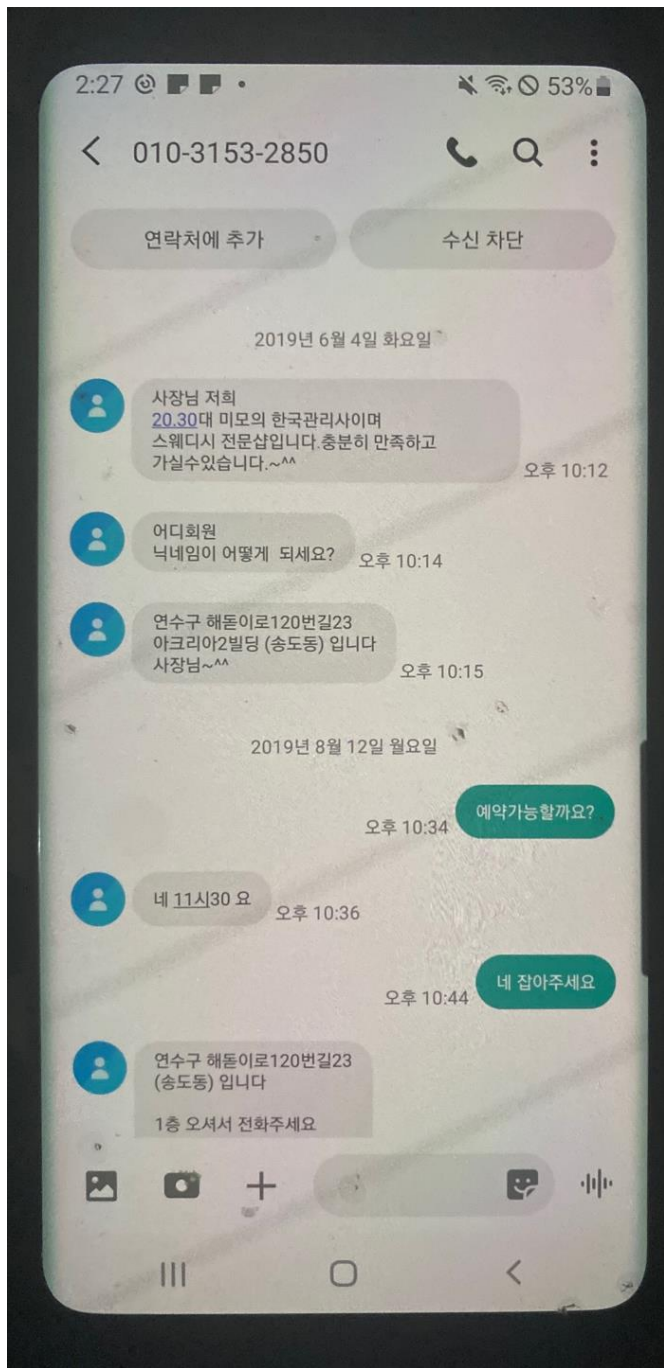 2:27 53%
010-3153-2850
연락처에 추가 수신 차단
2019년 6월 4일 화요일
사장님 저희
20.30대 미모의 한국관리사이며
스웨디시 전문샵입니다.충분히 만족하고
가실수있습니다.~^^
오후 10:12
어디회원
닉네임이 어떻게 되세요?
오후 10:14
연수구 해돋이로120번길23
아크리아2빌딩 (송도동) 입니다
사장님~^^
오후 10:15
2019년 8월 12일 월요일
예약가능할까요?
오후 10:34
네 11시30 요
오후 10:36
네 잡아주세요
오후 10:44
연수구 해돋이로120번길23
(송도동) 입니다
1층 오셔서 전화주세요